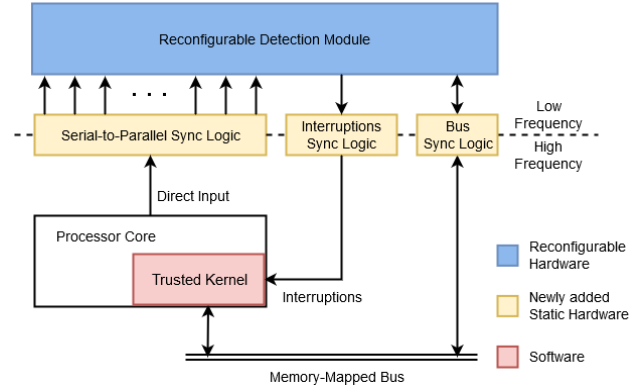 Reconfigurable Detection Module
. . .
Low
Frequency
Serial-to-Parallel Sync Logic
Interruptions
Sync Logic
Bus
Sync Logic
High
Frequency
Direct Input
Processor Core
Trusted Kernel
Interruptions
Memory-Mapped Bus
Reconfigurable
Hardware
Newly added
Static Hardware
Software